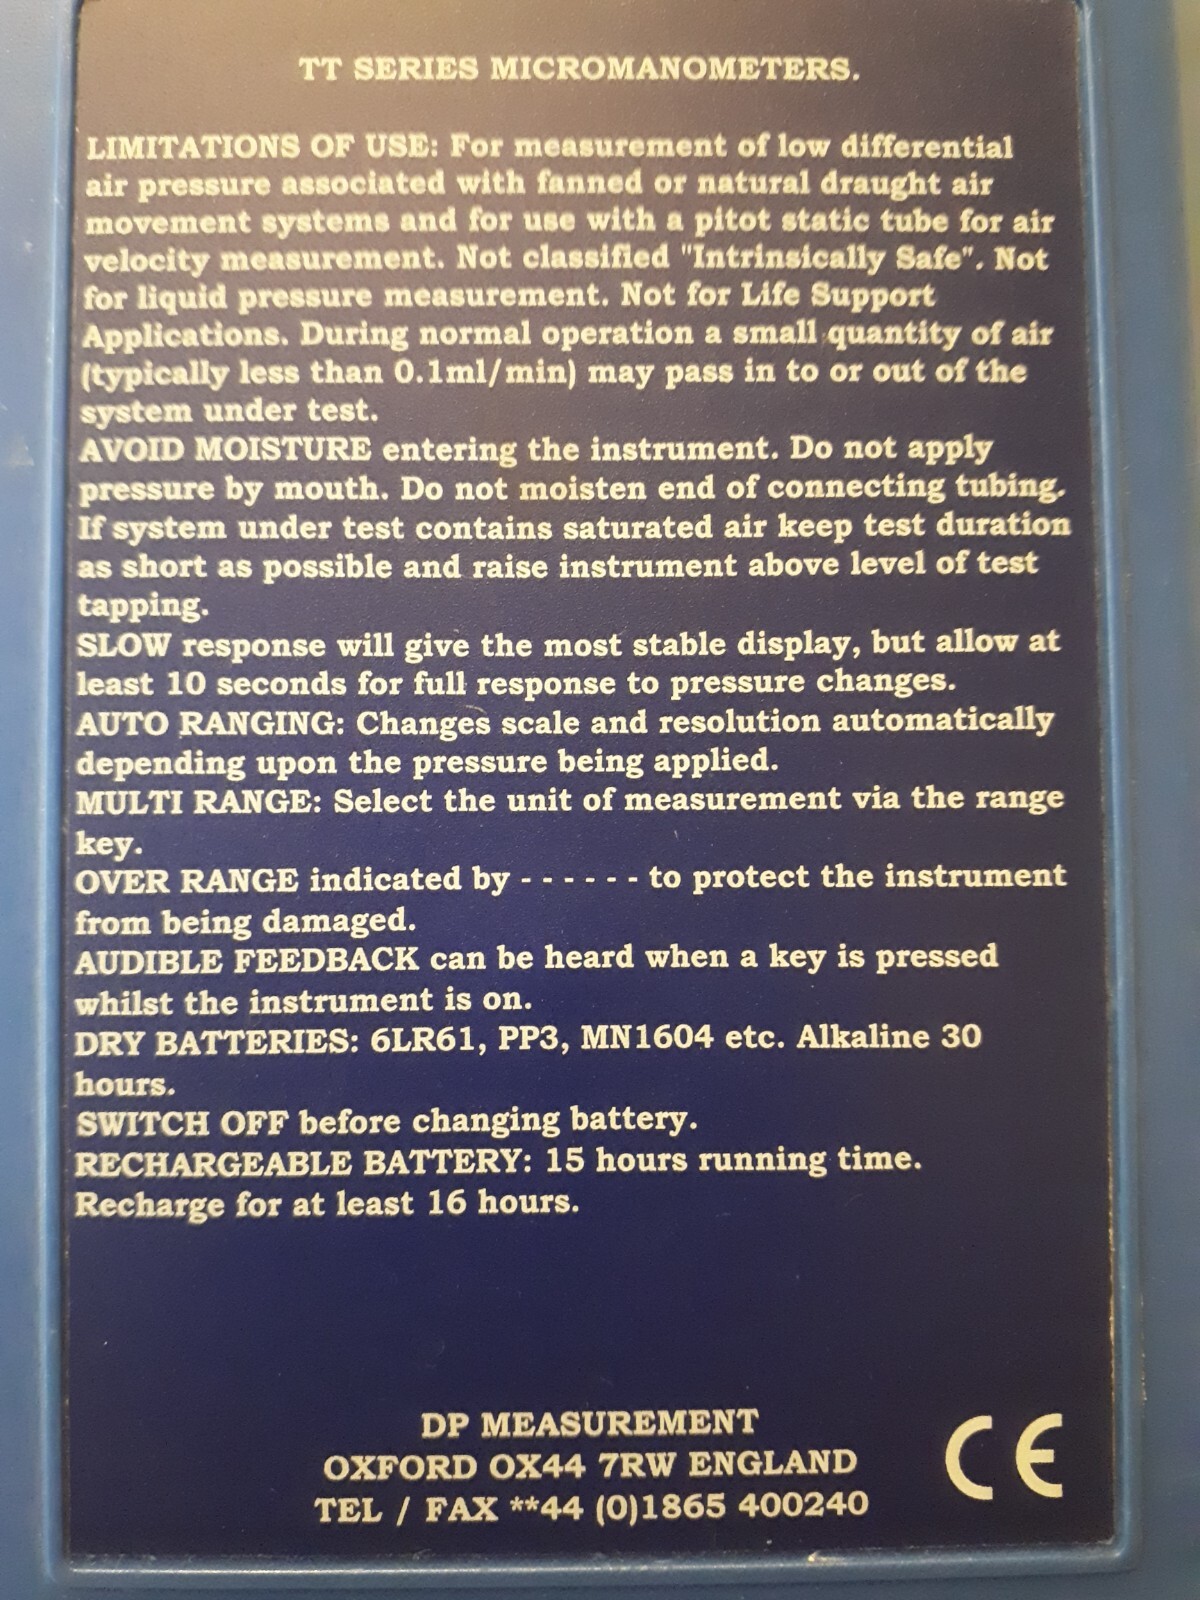 TT SERIES MICROMANOMETERS.
LIMITATIONS OF USE: For measurement of low differential
air pressure associated with fanned or natural draught air
movement systems and for use with a pitot static tube for air
velocity measurement. Not classified "Intrinsically Safe". Not
for liquid pressure measurement. Not for Life Support
Applications. During normal operation a small quantity of air
(typically less than 0.1ml/min) may pass in to or out of the
system under test.
AVOID MOISTURE entering the instrument. Do not apply
pressure by mouth. Do not moisten end of connecting tubing.
If system under test contains saturated air keep test duration
as short as possible and raise instrument above level of test
tapping.
SLOW response will give the most stable display, but allow at
least 10 seconds for full response to pressure changes.
AUTO RANGING: Changes scale and resolution automatically
depending upon the pressure being applied.
MULTI RANGE: Select the unit of measurement via the range
key.
OVER RANGE indicated by - - - - - - to protect the instrument
from being damaged.
AUDIBLE FEEDBACK can be heard when a key is pressed
whilst the instrument is on.
DRY BATTERIES: 6LR61, PP3, MN1604 etc. Alkaline 30
hours.
SWITCH OFF before changing battery.
RECHARGEABLE BATTERY: 15 hours running time.
Recharge for at least 16 hours.
DP MEASUREMENT
OXFORD OX44 7RW ENGLAND
TEL / FAX **44 (0)1865 400240
CE